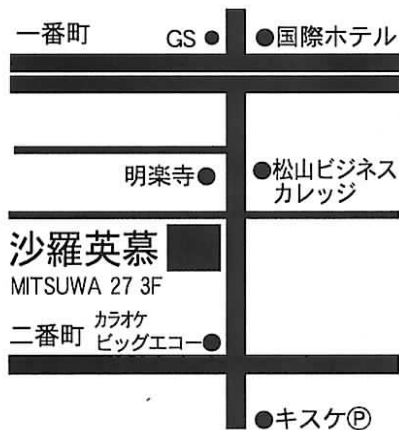 一番町
GS
国際ホテル
明楽寺
松山ビジネス
カレッジ
沙羅英慕
MITSUWA 27 3F
二番町
カラオケ
ビッグエコー
キスケⓅ